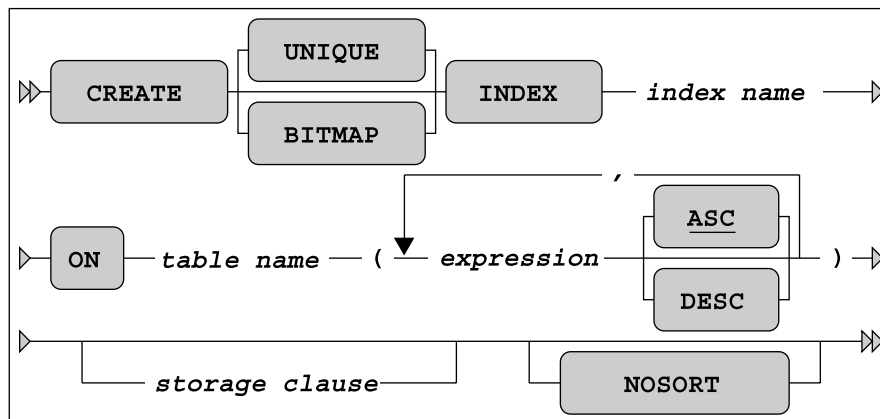 UNIQUE
CREATE INDEX index name
BITMAP
,
ASC
ON table name ( expression )
DESC
storage clause NOSORT